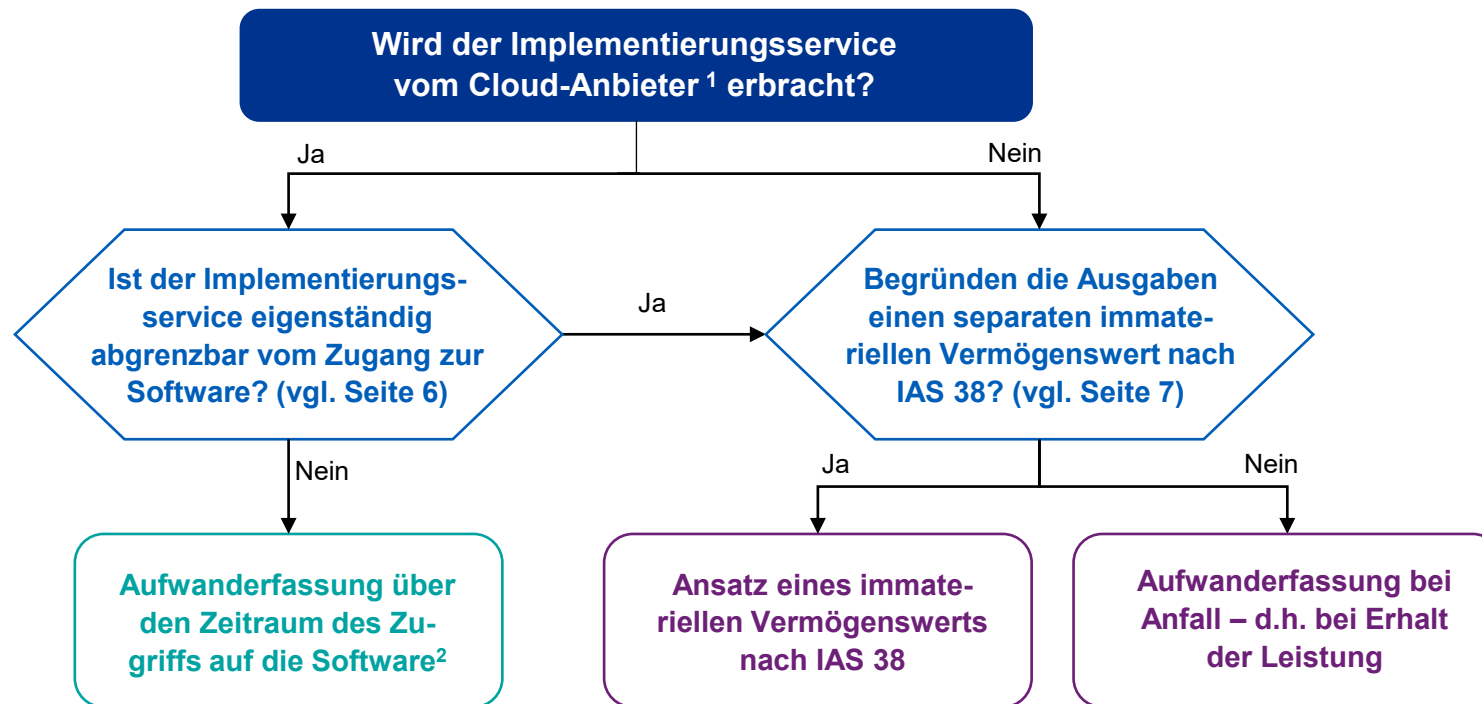 Wird der Implementierungsservice
vom Cloud-Anbieter ¹ erbracht?
Ja
Nein
Ist der Implementierungs-
service eigenständig
abgrenzbar vom Zugang zur
Software? (vgl. Seite 6)
Ja
Begründen die Ausgaben
einen separaten immate-
riellen Vermögenswert nach
IAS 38? (vgl. Seite 7)
Nein
Ja
Nein
Aufwanderfassung über
den Zeitraum des Zu-
griffs auf die Software²
Ansatz eines immate-
riellen Vermögenswerts
nach IAS 38
Aufwanderfassung bei
Anfall – d.h. bei Erhalt
der Leistung